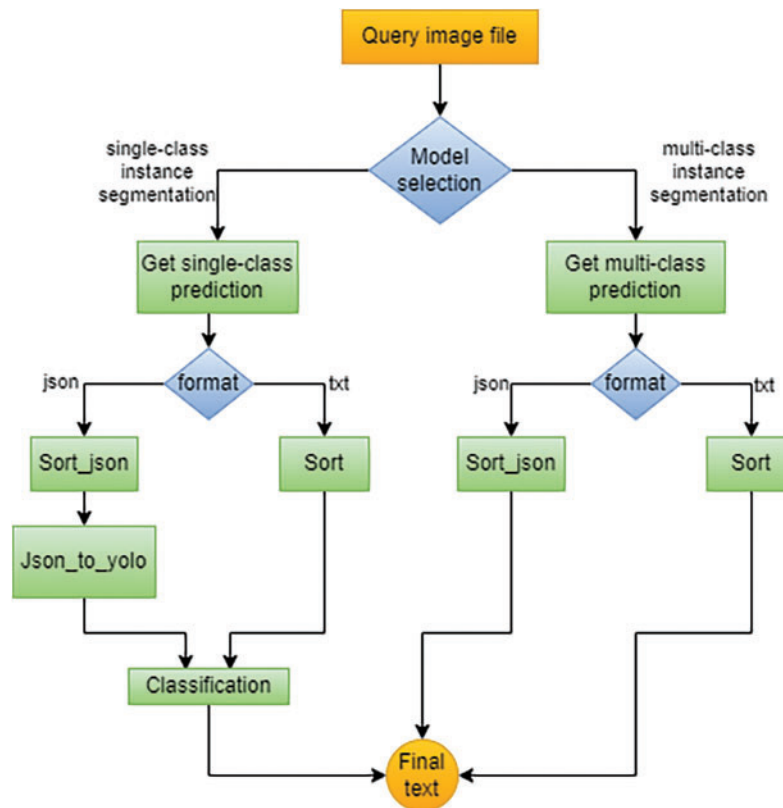 Query image file
Model
selection
single-class
instance
segmentation
multi-class
instance
segmentation
Get single-class
prediction
Get multi-class
prediction
json
format
txt
json
format
txt
Sort_json
Sort
Sort_json
Sort
Json_to_yolo
Classification
Final
text